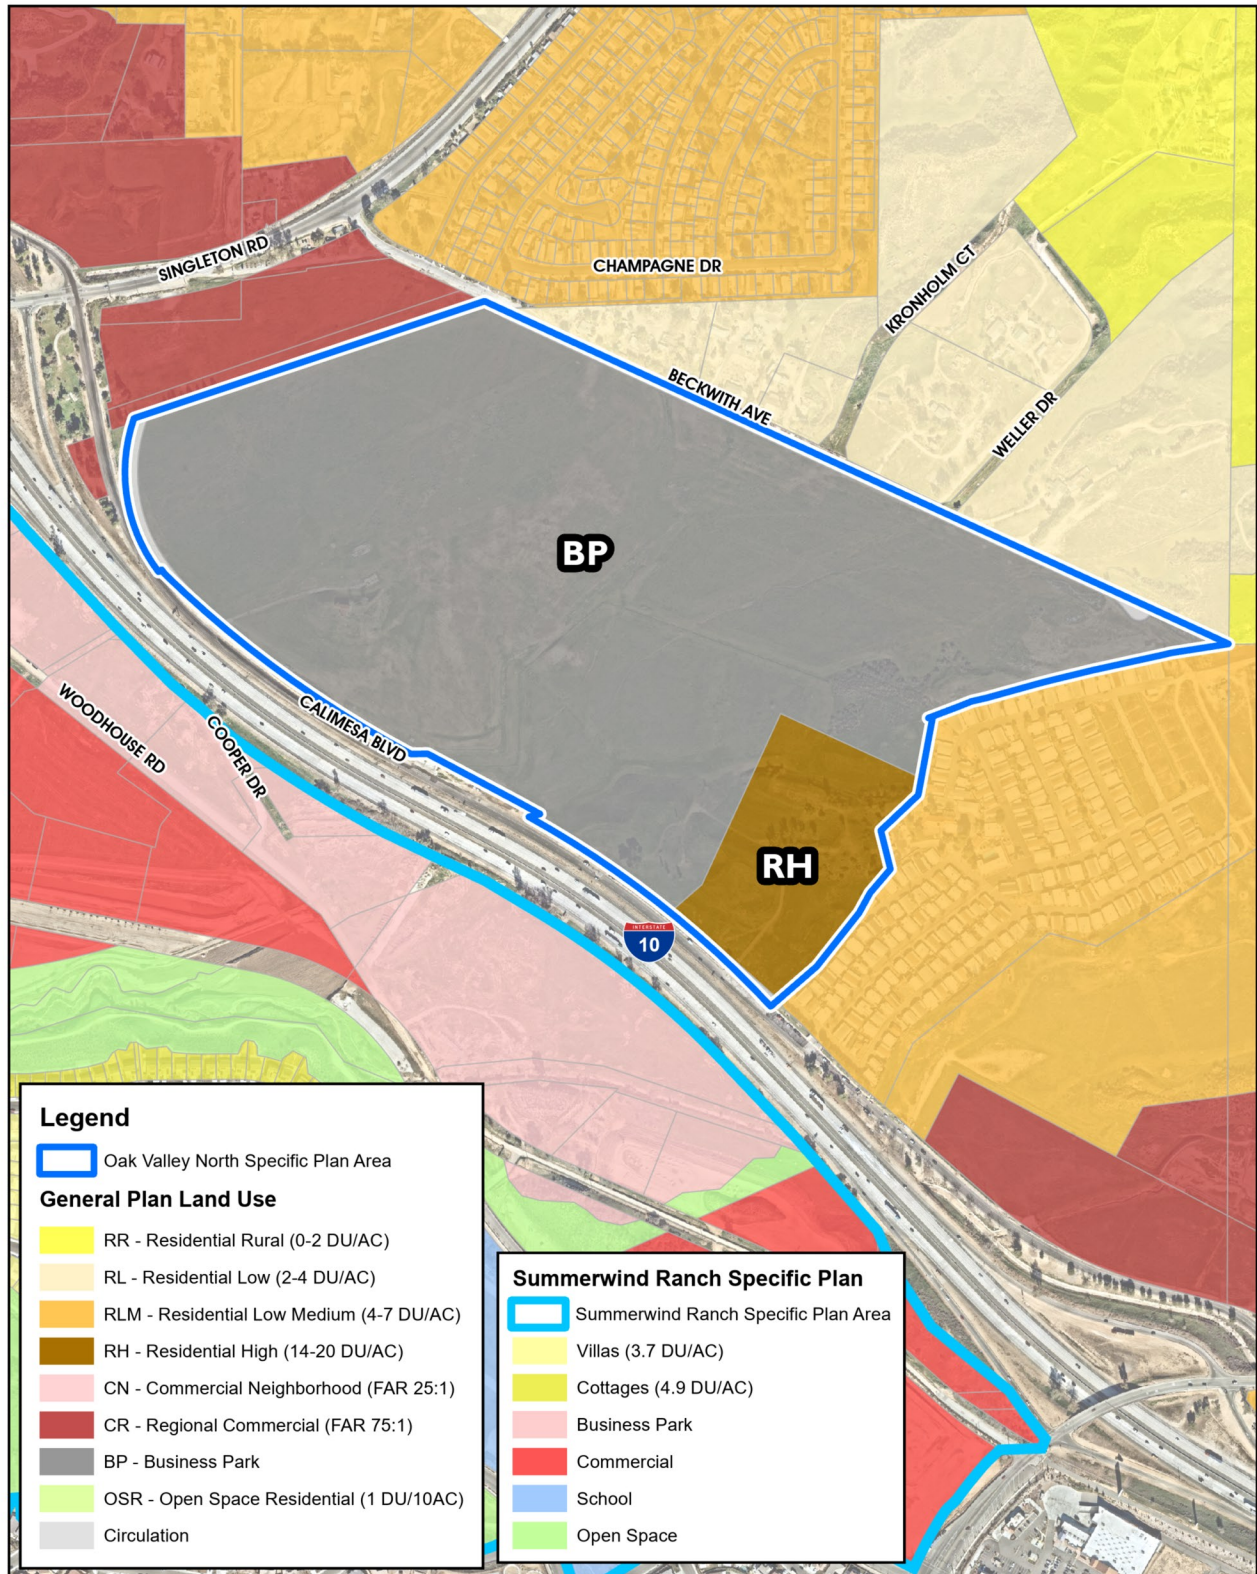 SINGLETON RD
CHAMPAGNE DR
KRONHOLM CT
BECKWITH AVE
WELLER DR
BP
WOODHOUSE RD
COOPER DR
CALIMESA BLVD
RH
INTERSTATE
10
Legend
Oak Valley North Specific Plan Area
General Plan Land Use
RR - Residential Rural (0-2 DU/AC)
RL - Residential Low (2-4 DU/AC)
RLM - Residential Low Medium (4-7 DU/AC)
RH - Residential High (14-20 DU/AC)
CN - Commercial Neighborhood (FAR 25:1)
CR - Regional Commercial (FAR 75:1)
BP - Business Park
OSR - Open Space Residential (1 DU/10AC)
Circulation
Summerwind Ranch Specific Plan
Summerwind Ranch Specific Plan Area
Villas (3.7 DU/AC)
Cottages (4.9 DU/AC)
Business Park
Commercial
School
Open Space